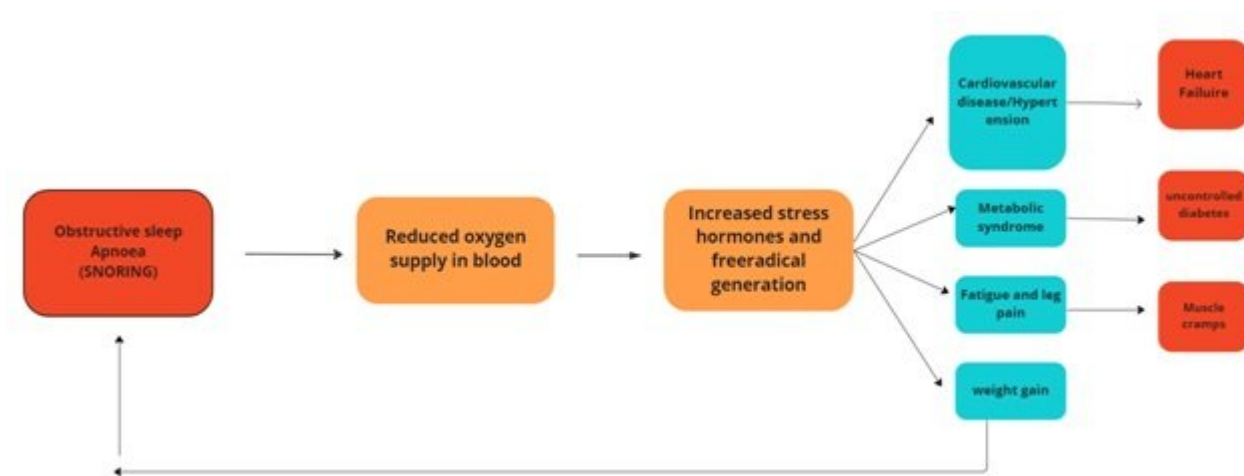 Obstructive sleep
Apnoea
(SNORING)
Reduced oxygen
supply in blood
Increased stress
hormones and
freeradical
generation
Cardiovascular
disease/Hypert
ension
Heart
Failuire
Metabolic
syndrome
uncontrolled
diabetes
Fatigue and leg
pain
Muscle
cramps
weight gain